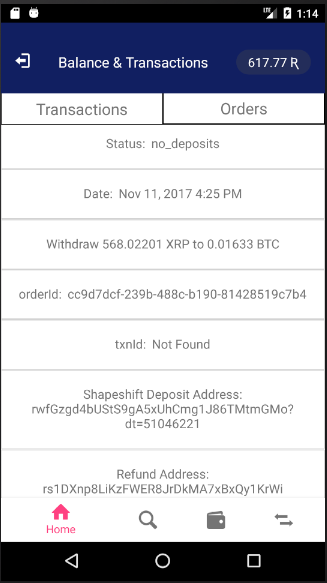 LTE 1:14
Balance & Transactions 617.77 Ʀ
Transactions Orders
Status: no_deposits
Date: Nov 11, 2017 4:25 PM
Withdraw 568.02201 XRP to 0.01633 BTC
orderId: cc9d7dcf-239b-488c-b190-81428519c7b4
txnId: Not Found
Shapeshift Deposit Address:
rwfGzgd4bUStS9gA5xUhCmg1J86TMtmGMo?
dt=51046221
Refund Address:
rs1DXnp8LiKzFWER8JrDkMA7xBxQy1KrWi
Home